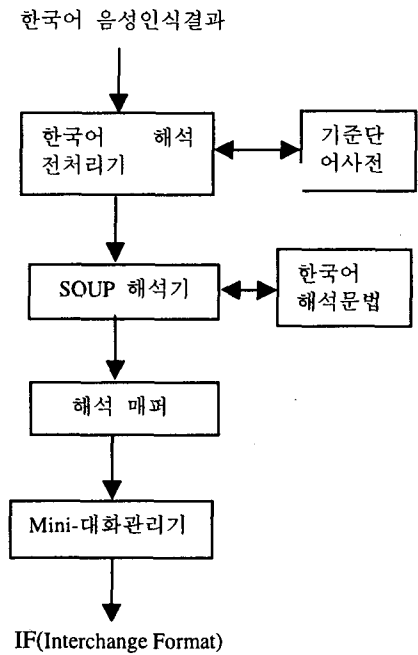 한국어 음성인식결과
한국어 해석
전처리기
기준단
어사전
SOUP 해석기
한국어
해석문법
해석 매퍼
Mini-대화관리기
IF(Interchange Format)